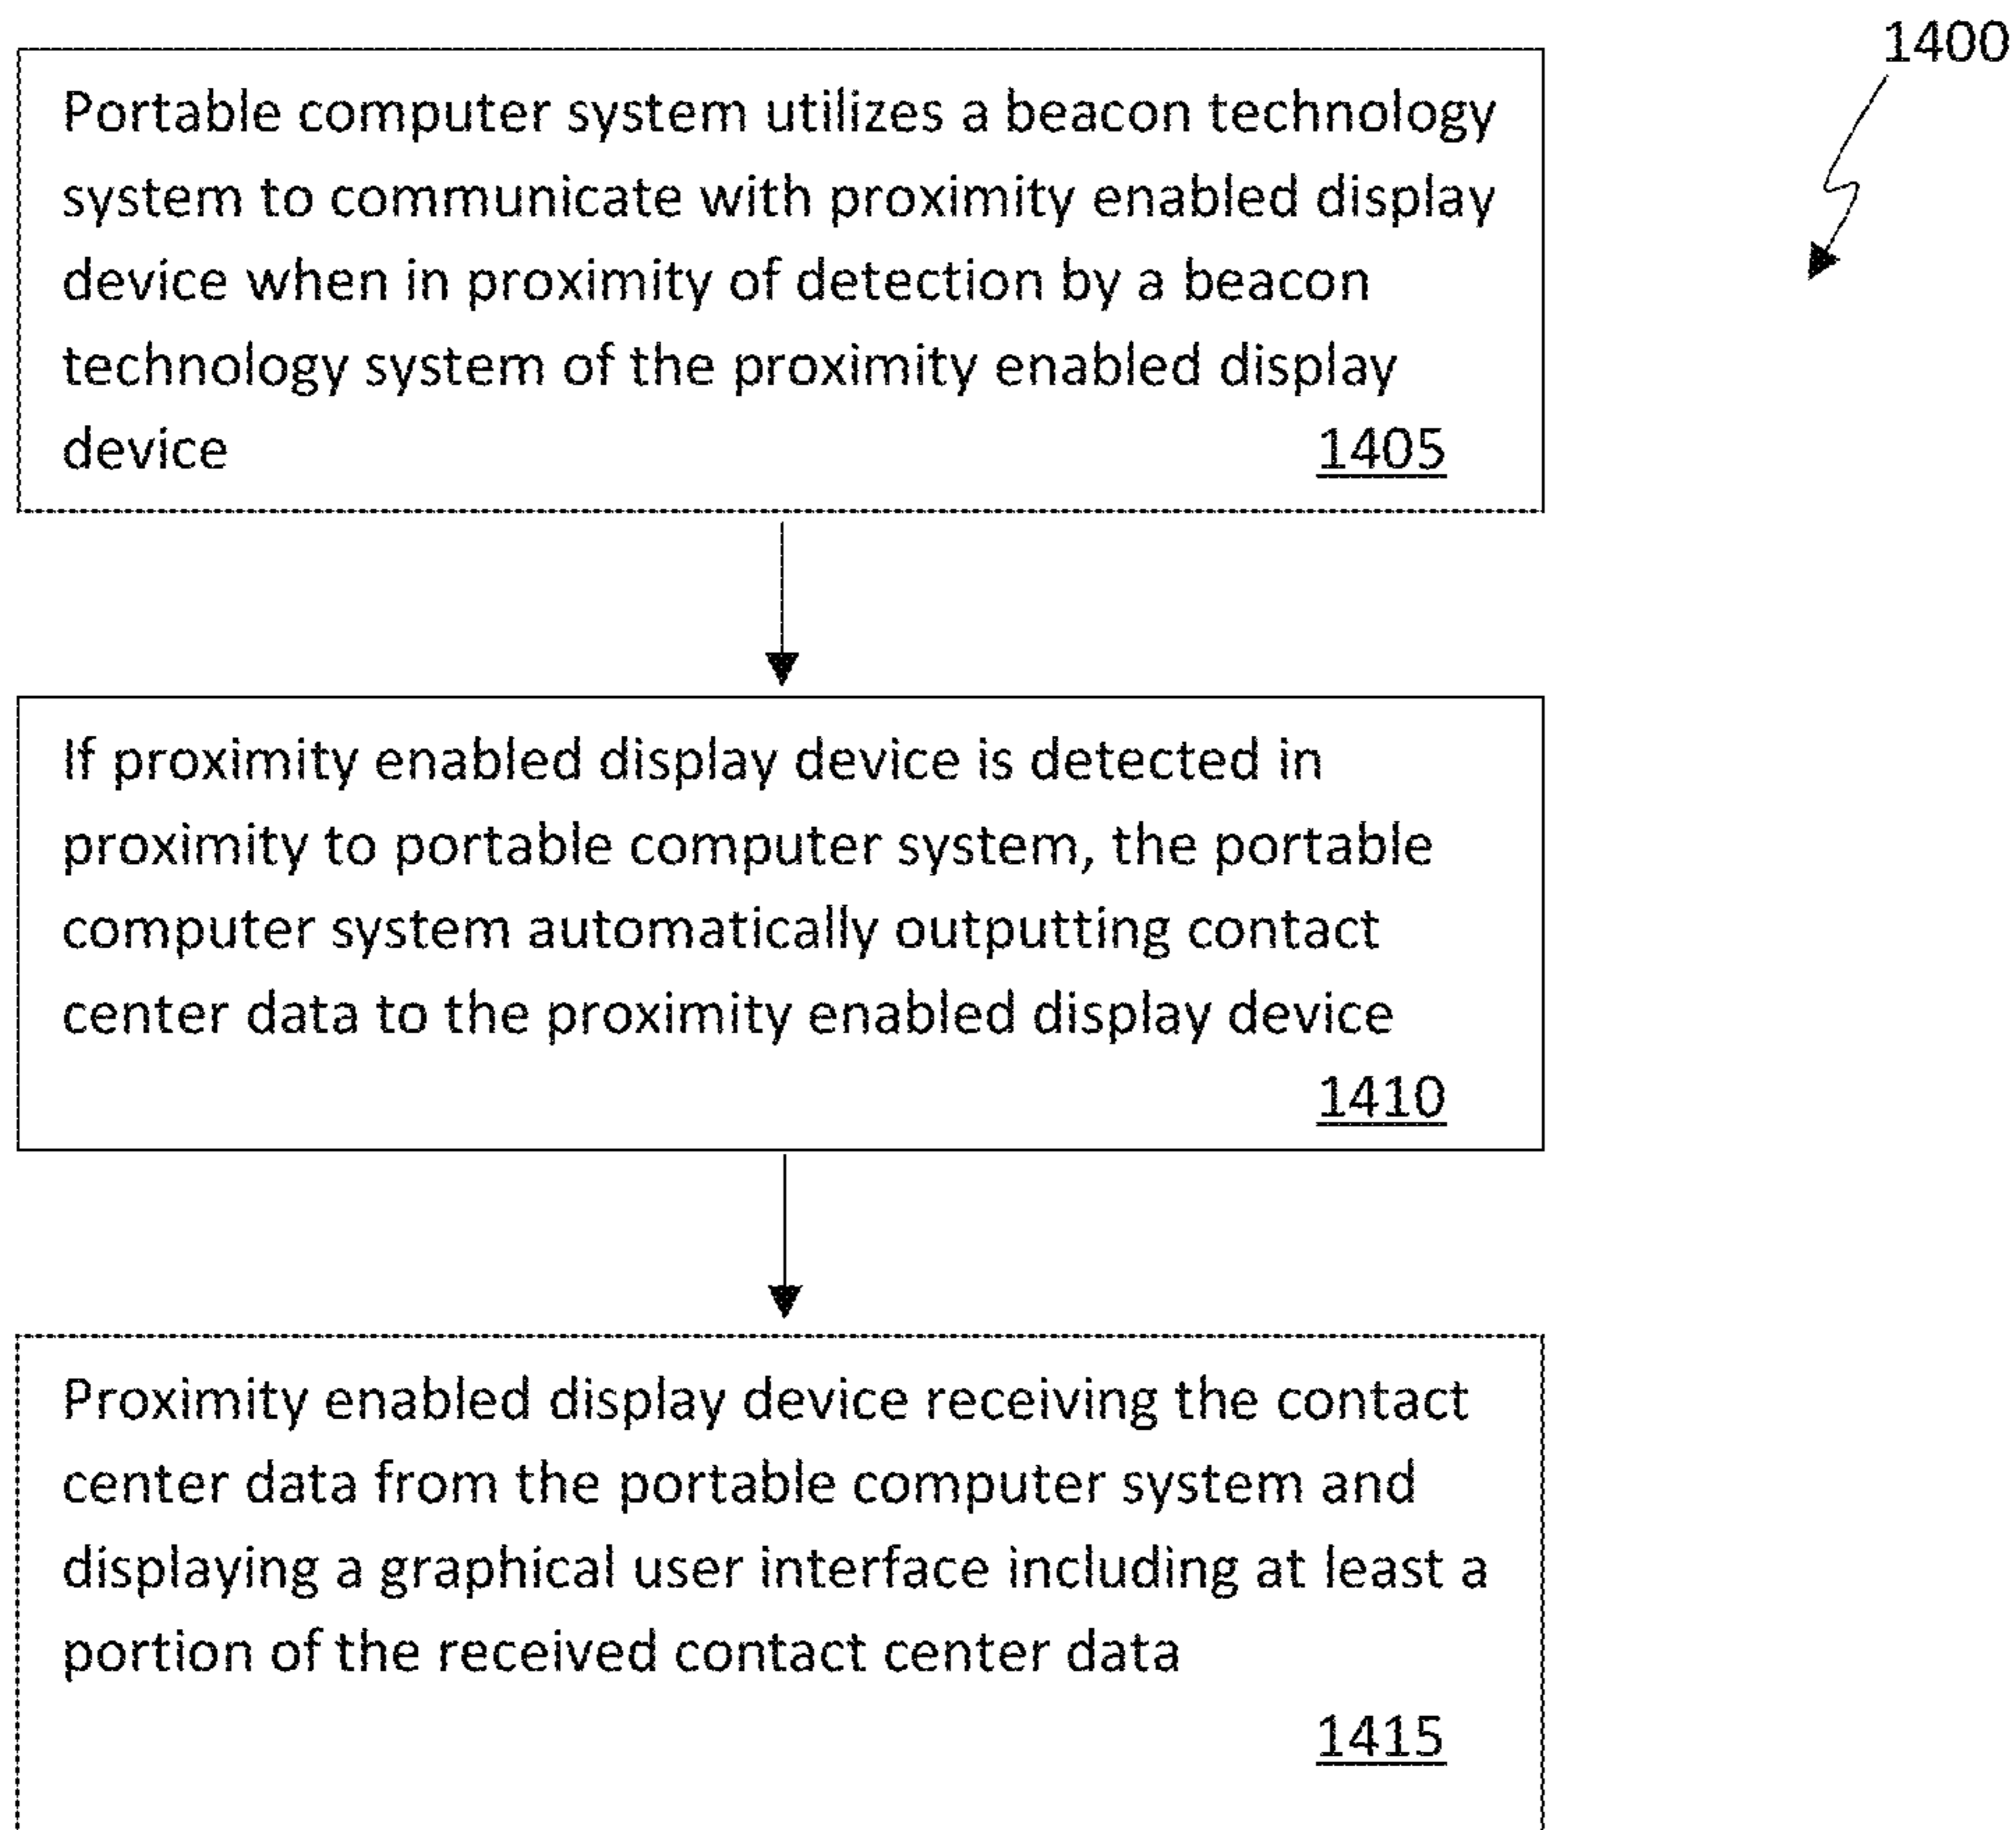 1400
Portable computer system utilizes a beacon technology
system to communicate with proximity enabled display
device when in proximity of detection by a beacon
technology system of the proximity enabled display
device 1405
If proximity enabled display device is detected in
proximity to portable computer system, the portable
computer system automatically outputting contact
center data to the proximity enabled display device
1410
Proximity enabled display device receiving the contact
center data from the portable computer system and
displaying a graphical user interface including at least a
portion of the received contact center data
1415